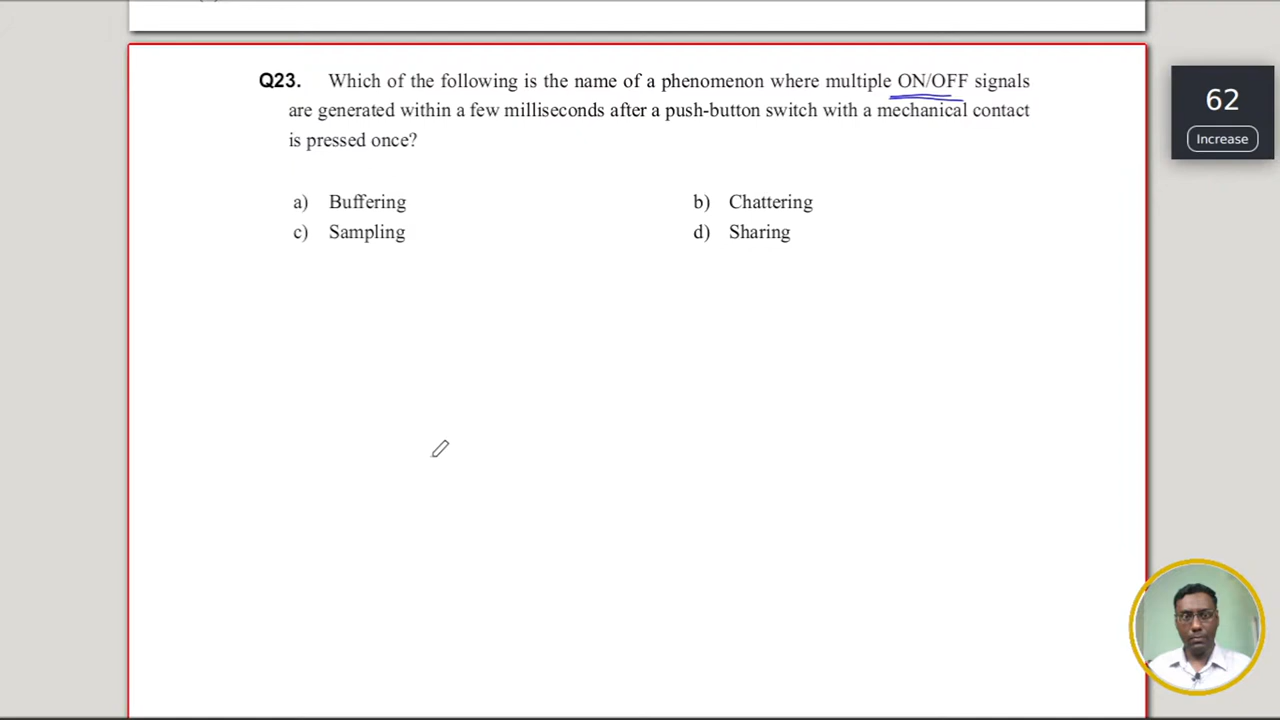 Q23. Which of the following is the name of a phenomenon where multiple ON/OFF signals
are generated within a few milliseconds after a push-button switch with a mechanical contact
is pressed once?
a) Buffering
b) Chattering
c) Sampling
d) Sharing
62
Increase